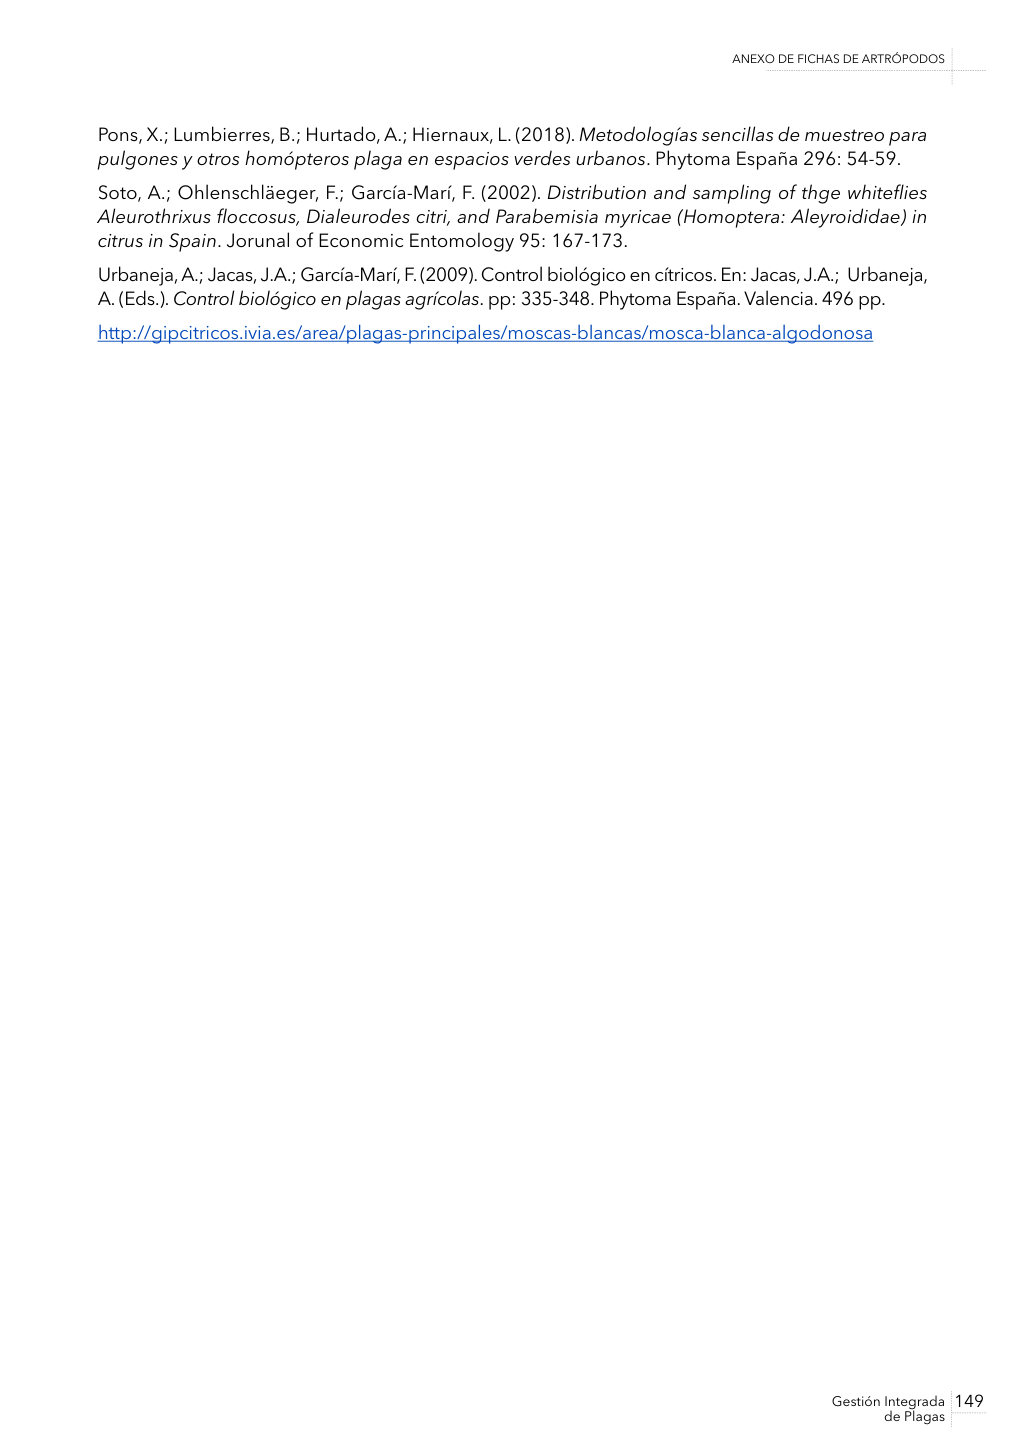 ANEXO DE FICHAS DE ARTRÓPODOS
Pons, X.; Lumbierres, B.; Hurtado, A.; Hiernaux, L. (2018). Metodologías sencillas de muestreo para
pulgones y otros homópteros plaga en espacios verdes urbanos. Phytoma España 296: 54-59.
Soto, A.; Ohlenschläeger, F.; García-Marí, F. (2002). Distribution and sampling of thge whiteflies
Aleurothrixus floccosus, Dialeurodes citri, and Parabemisia myricae (Homoptera: Aleyroididae) in
citrus in Spain. Jorunal of Economic Entomology 95: 167-173.
Urbaneja, A.; Jacas, J.A.; García-Marí, F. (2009). Control biológico en cítricos. En: Jacas, J.A.; Urbaneja,
A. (Eds.). Control biológico en plagas agrícolas. pp: 335-348. Phytoma España. Valencia. 496 pp.
http://gipcitricos.ivia.es/area/plagas-principales/moscas-blancas/mosca-blanca-algodonosa
Gestión Integrada 149
de Plagas